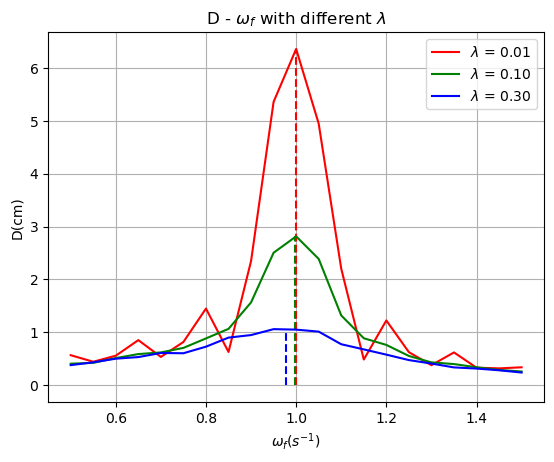 D - ω_f with different λ
λ = 0.01
λ = 0.10
λ = 0.30
D(cm)
6
5
4
3
2
1
0
0.6 0.8 1.0 1.2 1.4
ω_f(s⁻¹)